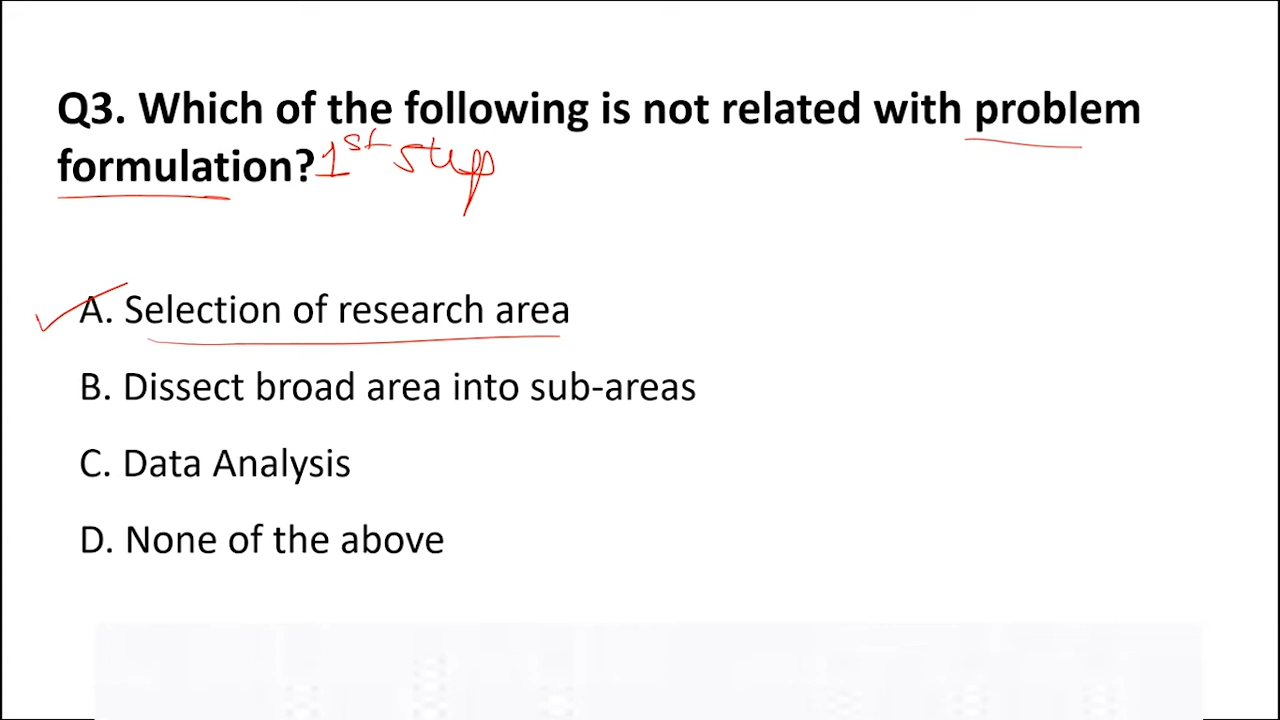 Q3. Which of the following is not related with problem
formulation? 1st step
A. Selection of research area
B. Dissect broad area into sub-areas
C. Data Analysis
D. None of the above